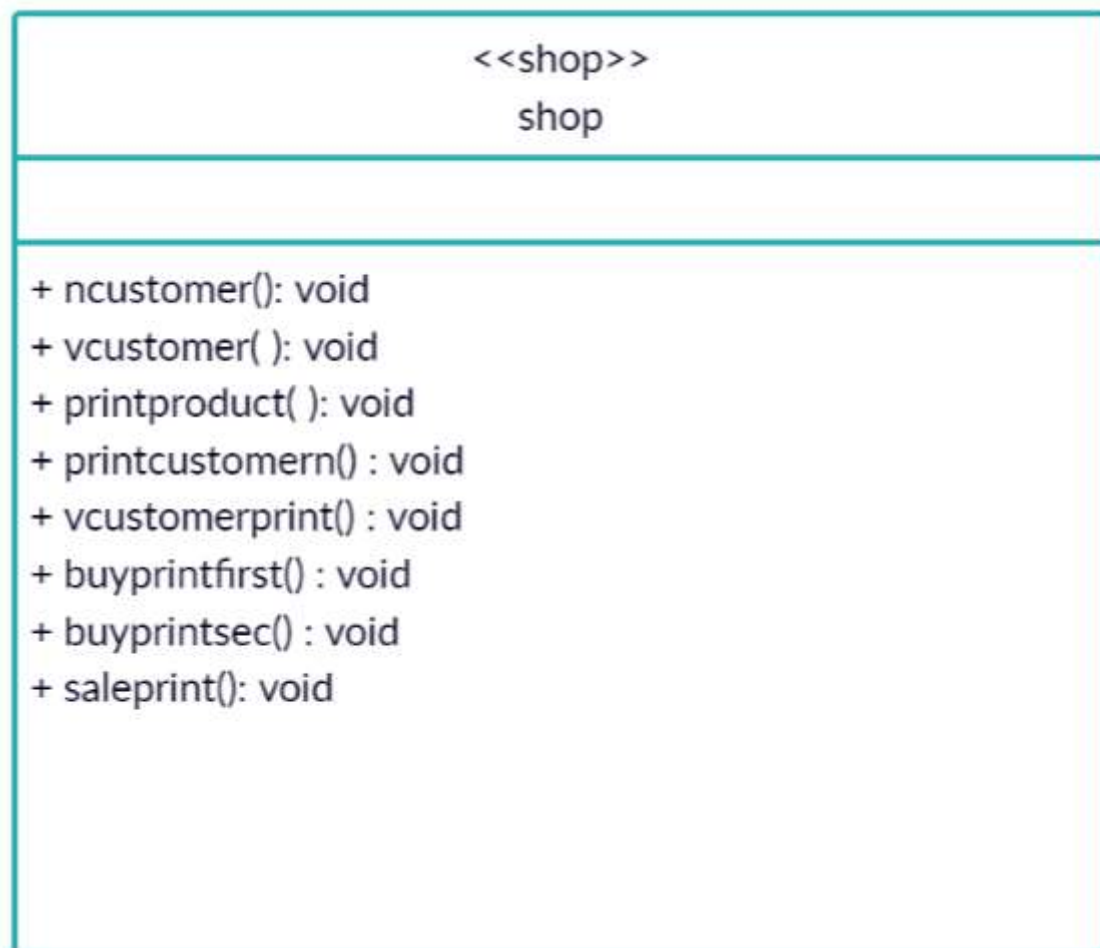 <<shop>>
shop
+ ncustomer(): void
+ vcustomer( ): void
+ printproduct( ): void
+ printcustomern() : void
+ vcustomerprint() : void
+ buyprintfirst() : void
+ buyprintsec() : void
+ saleprint(): void